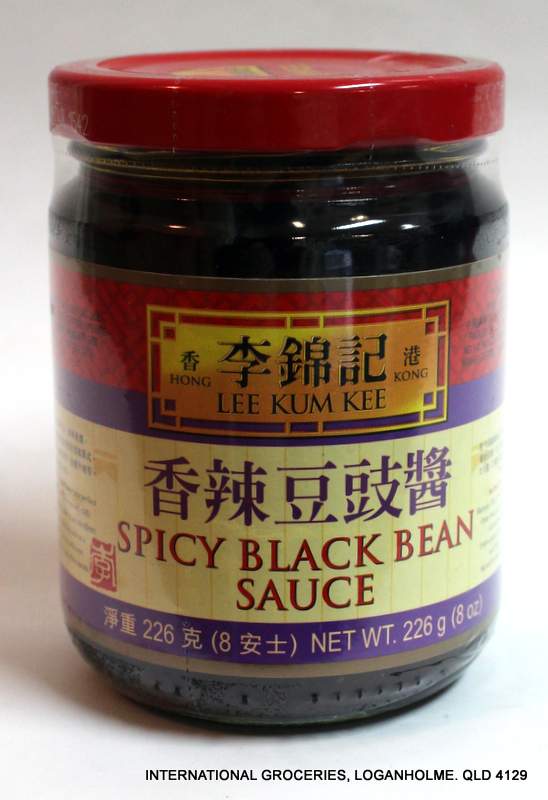 香 李錦記 港
HONG KONG
LEE KUM KEE
香辣豆豉醬
SPICY BLACK BEAN
SAUCE
李
淨重 226 克 (8 安士) NET WT. 226 g (8 oz)
INTERNATIONAL GROCERIES, LOGANHOLME. QLD 4129